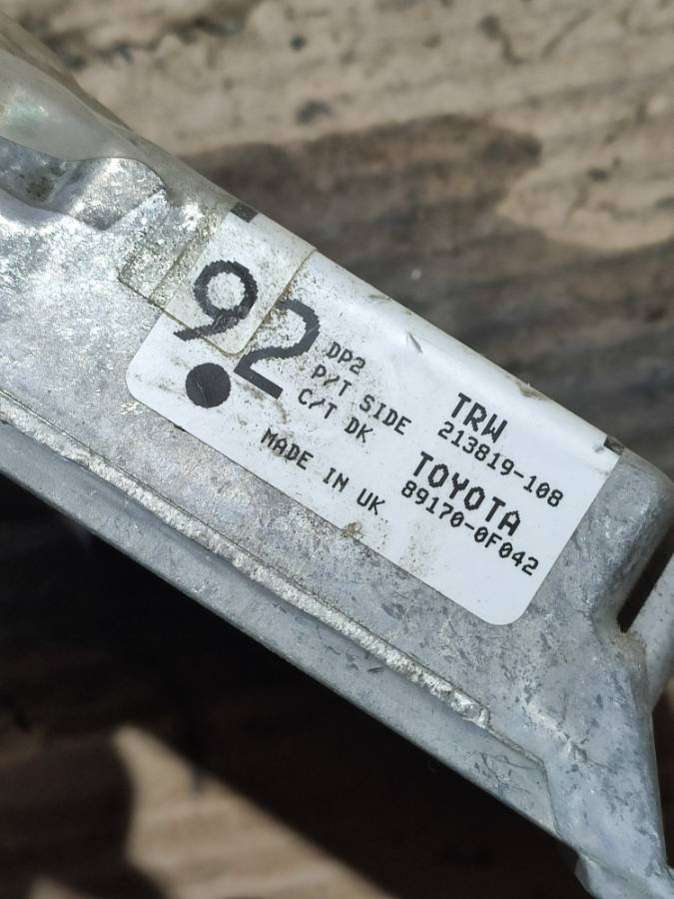 92
DP2
P/T SIDE
C/T DK
MADE IN UK
TRW
213819-108
TOYOTA
89170-0F042